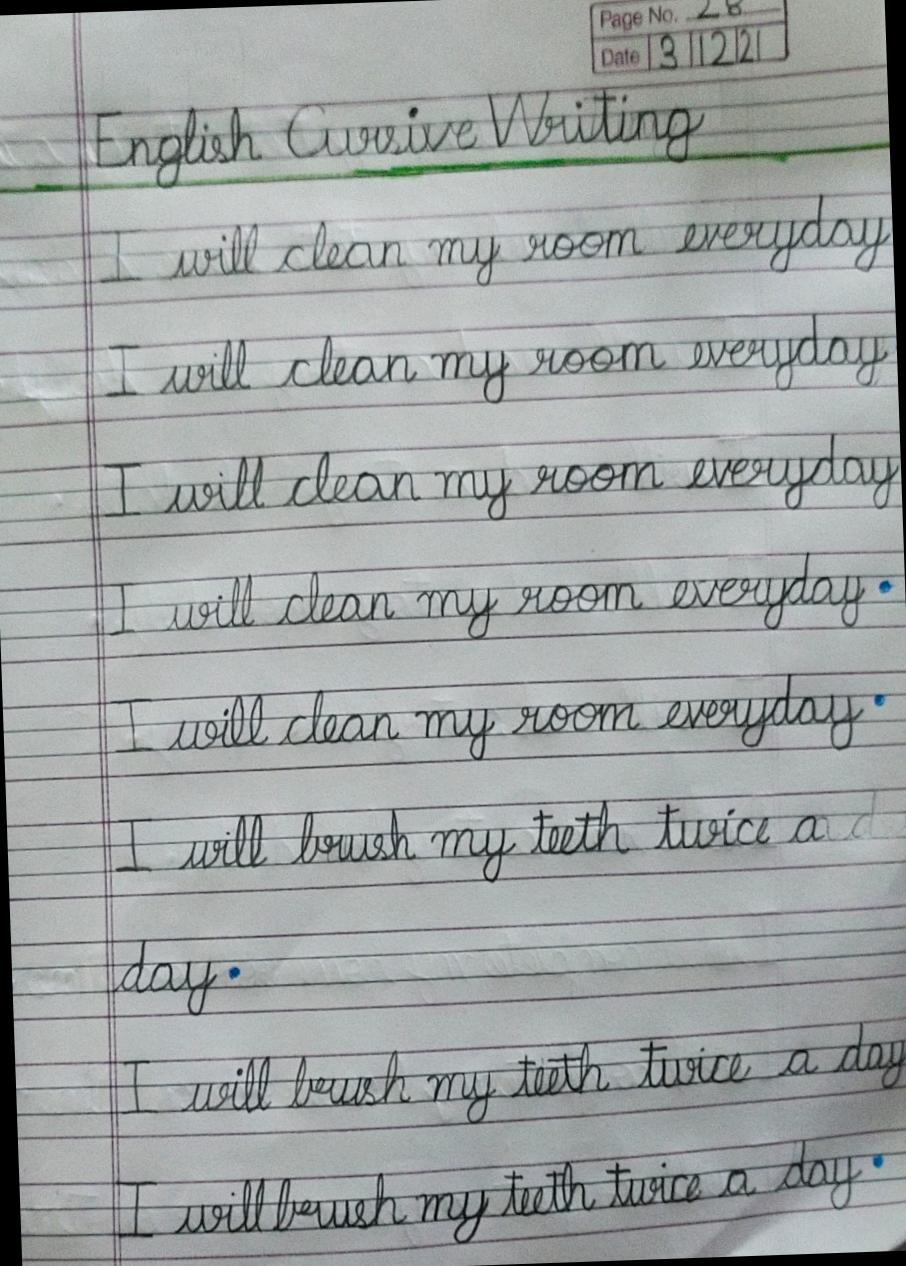 Page No. 28
Date 3/12/21
English Cursive Writing
I will clean my room everyday
I will clean my room everyday
I will clean my room everyday
I will clean my room everyday.
I will clean my room everyday.
I will brush my teeth twice a d
day.
I will brush my teeth twice a day
I will brush my teeth twice a day.